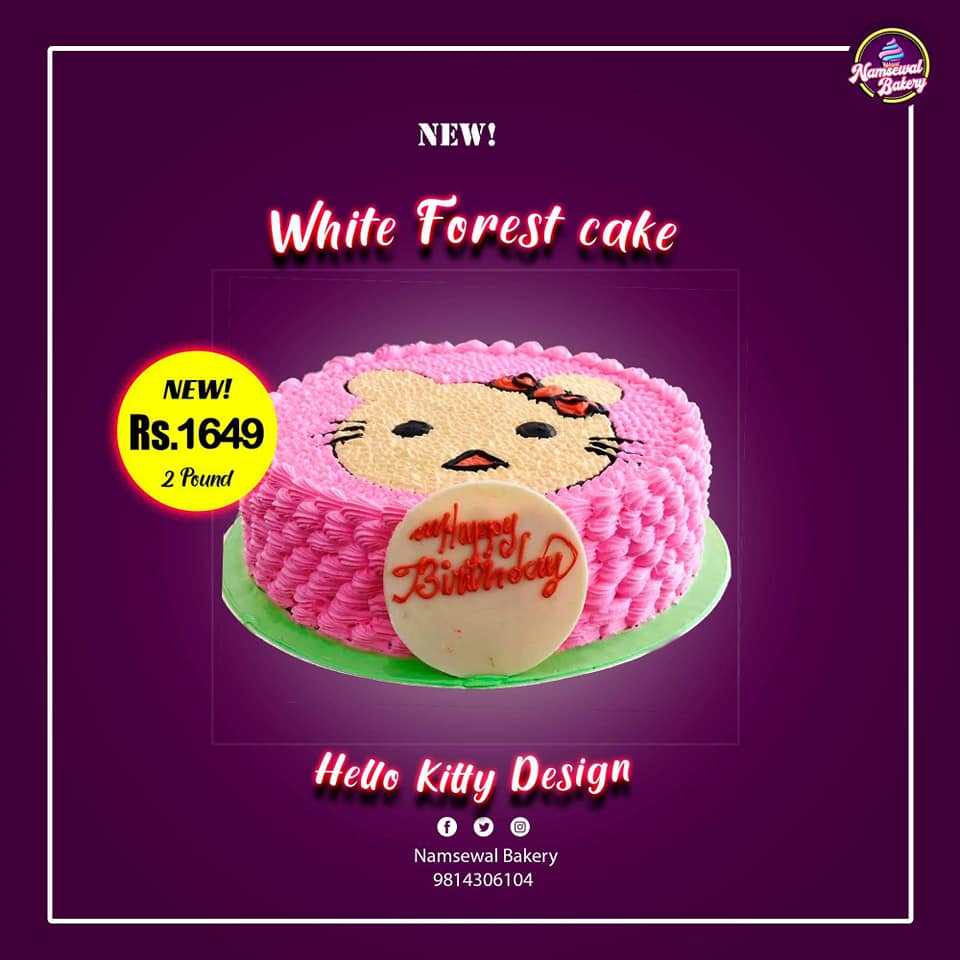 Namsewal
Bakery
NEW!
White Forest cake
NEW!
Rs.1649
2 Pound
Happy
Birthday
Hello Kitty Design
Namsewal Bakery
9814306104